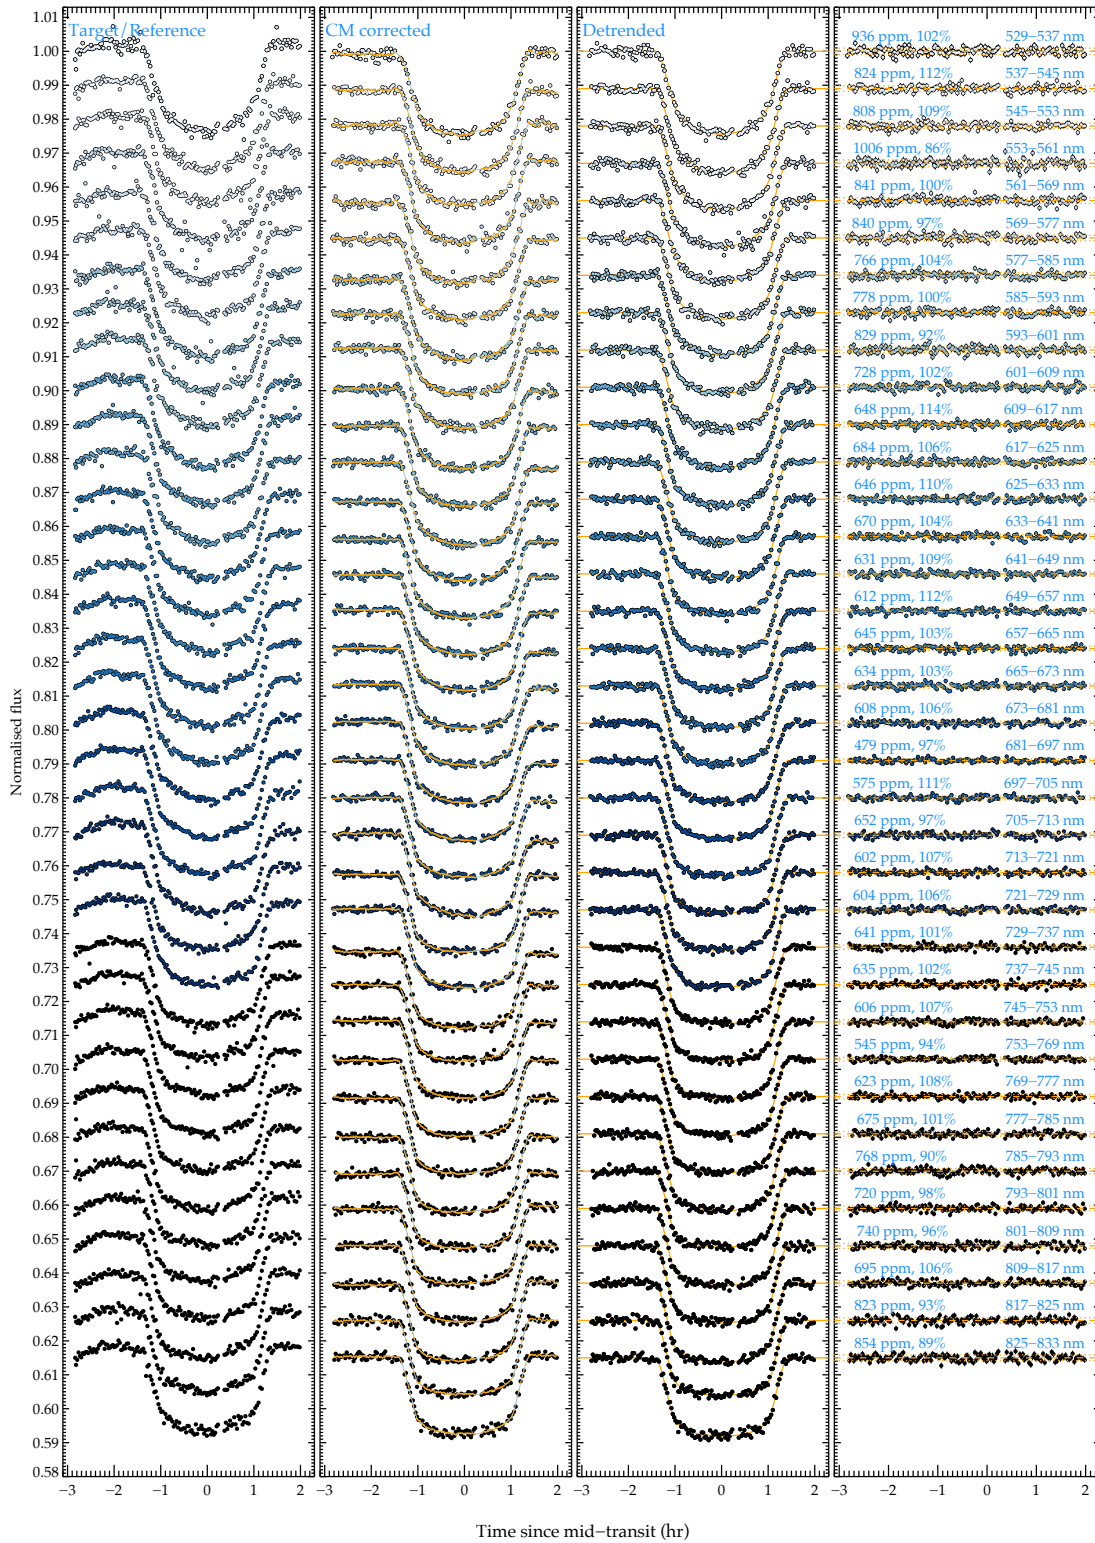 Target/Reference
CM corrected
Detrended
936 ppm, 102% 529−537 nm
824 ppm, 112% 537−545 nm
808 ppm, 109% 545−553 nm
1006 ppm, 86% 553−561 nm
841 ppm, 100% 561−569 nm
840 ppm, 97% 569−577 nm
766 ppm, 104% 577−585 nm
778 ppm, 100% 585−593 nm
829 ppm, 92% 593−601 nm
728 ppm, 102% 601−609 nm
648 ppm, 114% 609−617 nm
684 ppm, 106% 617−625 nm
646 ppm, 110% 625−633 nm
670 ppm, 104% 633−641 nm
631 ppm, 109% 641−649 nm
612 ppm, 112% 649−657 nm
645 ppm, 103% 657−665 nm
634 ppm, 103% 665−673 nm
608 ppm, 106% 673−681 nm
479 ppm, 97% 681−697 nm
575 ppm, 111% 697−705 nm
652 ppm, 97% 705−713 nm
602 ppm, 107% 713−721 nm
604 ppm, 106% 721−729 nm
641 ppm, 101% 729−737 nm
635 ppm, 102% 737−745 nm
606 ppm, 107% 745−753 nm
545 ppm, 94% 753−769 nm
623 ppm, 108% 769−777 nm
675 ppm, 101% 777−785 nm
768 ppm, 90% 785−793 nm
720 ppm, 98% 793−801 nm
740 ppm, 96% 801−809 nm
695 ppm, 106% 809−817 nm
823 ppm, 93% 817−825 nm
854 ppm, 89% 825−833 nm
1.01
1.00
0.99
0.98
0.97
0.96
0.95
0.94
0.93
0.92
0.91
0.90
0.89
0.88
0.87
0.86
0.85
0.84
0.83
0.82
0.81
0.80
0.79
0.78
0.77
0.76
0.75
0.74
0.73
0.72
0.71
0.70
0.69
0.68
0.67
0.66
0.65
0.64
0.63
0.62
0.61
0.60
0.59
0.58
Normalised flux
−3 −2 −1 0 1 2 −3 −2 −1 0 1 2 −3 −2 −1 0 1 2 −3 −2 −1 0 1 2
Time since mid−transit (hr)